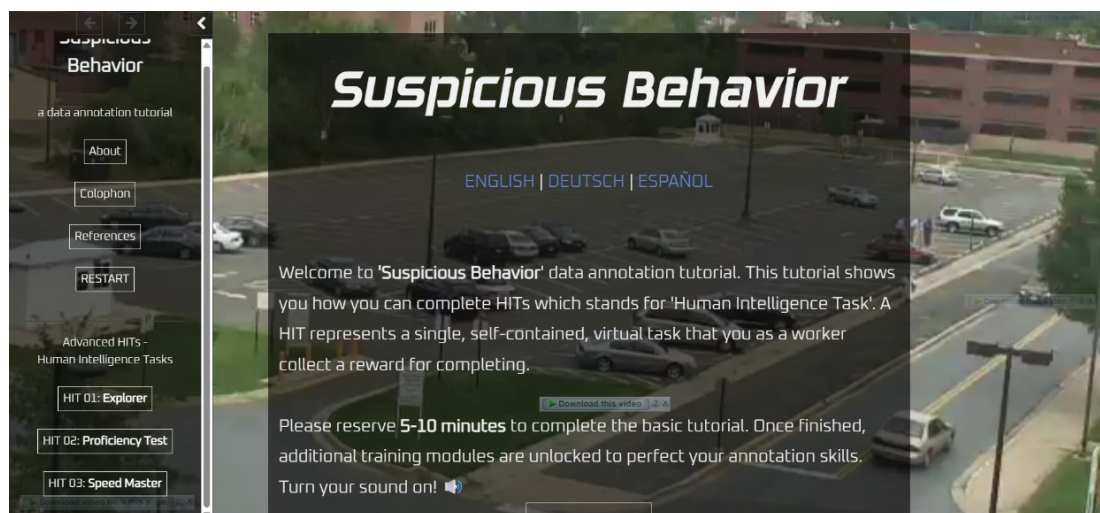 Suspicious
Behavior
a data annotation tutorial
About
Colophon
References
RESTART
Advanced HITs -
Human Intelligence Tasks
HIT 01: Explorer
HIT 02: Proficiency Test
HIT 03: Speed Master
Suspicious Behavior
ENGLISH | DEUTSCH | ESPAÑOL
Welcome to 'Suspicious Behavior' data annotation tutorial. This tutorial shows
you how you can complete HITs which stands for 'Human Intelligence Task'. A
HIT represents a single, self-contained, virtual task that you as a worker
collect a reward for completing.
Download this video
Please reserve 5-10 minutes to complete the basic tutorial. Once finished,
additional training modules are unlocked to perfect your annotation skills.
Turn your sound on!
Download this video